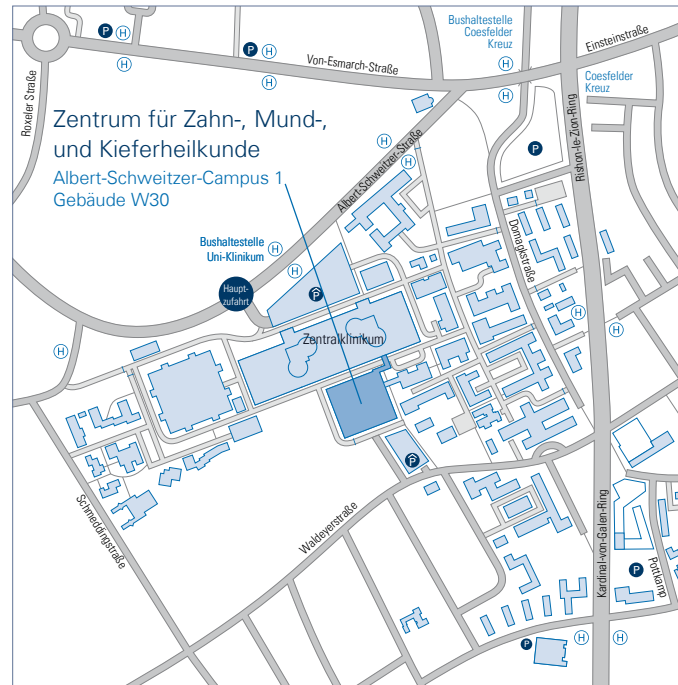 Bushaltestelle
Coesfelder
Kreuz
Einsteinstraße
P
H
P
H
H
H
Von-Esmarch-Straße
H
H
Coesfelder
Kreuz
Roxeler Straße
Zentrum für Zahn-, Mund-,
und Kieferheilkunde
Albert-Schweitzer-Campus 1
Gebäude W30
Albert-Schweitzer-Straße
H
H
P
Rishon-le-Zion-Ring
Domagkstraße
Bushaltestelle
Uni-Klinikum
H
H
Haupt-
zufahrt
P
Zentralklinikum
H
H
H
P
Schmeddingstraße
Waldeyerstraße
Kardinal-von-Galen-Ring
P
Pottkamp
P
H
H